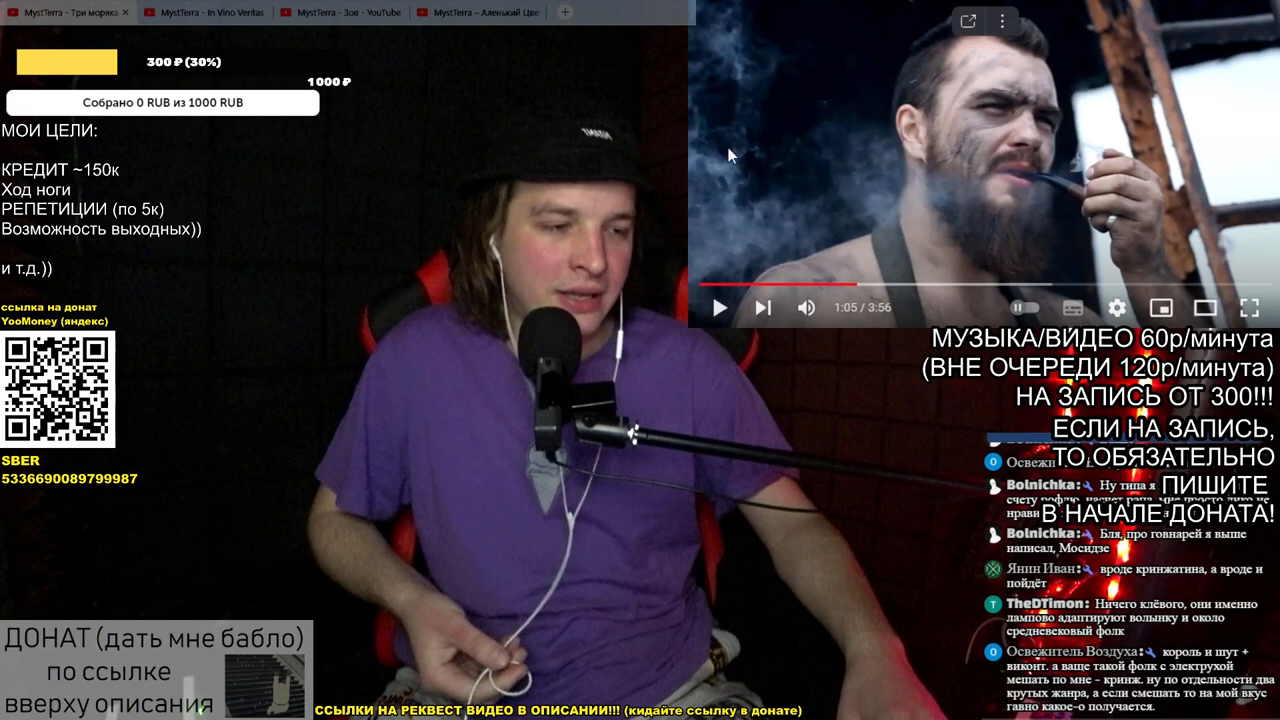 MystTerra - Три моряка
MystTerra - In Vino Veritas
MystTerra - Зов - YouTube
MystTerra – Аленький Цве
300 ₽ (30%)
1 000 ₽
Собрано 0 RUB из 1000 RUB
МОИ ЦЕЛИ:
КРЕДИТ ~150к
Ход ноги
РЕПЕТИЦИИ (по 5к)
Возможность выходных))
и т.д.))
ссылка на донат
YooMoney (яндекс)
SBER
5336690089799987
ДОНАТ (дать мне бабло)
по ссылке
вверху описания
1:05 / 3:56
МУЗЫКА/ВИДЕО 60р/минута
(ВНЕ ОЧЕРЕДИ 120р/минута)
НА ЗАПИСЬ ОТ 300!!!
ЕСЛИ НА ЗАПИСЬ,
ТО ОБЯЗАТЕЛЬНО
ПИШИТЕ
В НАЧАЛЕ ДОНАТА!
Bolnichka: Ну типа я
Bolnichka: Бля, про говнарей я выше
написал, Мосидзе
Янин Иван: вроде кринжатина, а вроде и
пойдёт
TheDTimon: Ничего клёвого, они именно
лампово адаптируют волынку и около
средневековый фолк
Освежитель Воздуха: король и шут +
виконт. а ваще такой фолк с электрухой
мешать по мне - кринж. ну по отдельности два
крутых жанра, а если смешать то на мой вкус
гавно какое-о получается.
ССЫЛКИ НА РЕКВЕСТ ВИДЕО В ОПИСАНИИ!!! (кидайте ссылку в донате)